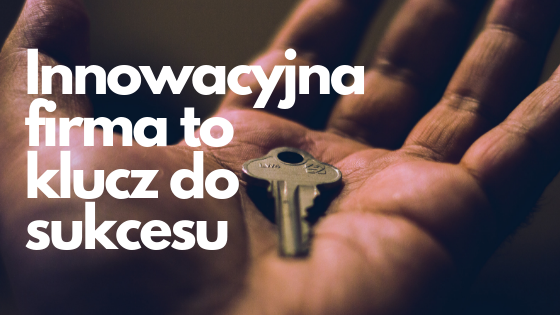 Innowacyjna
firma to
klucz do
sukcesu